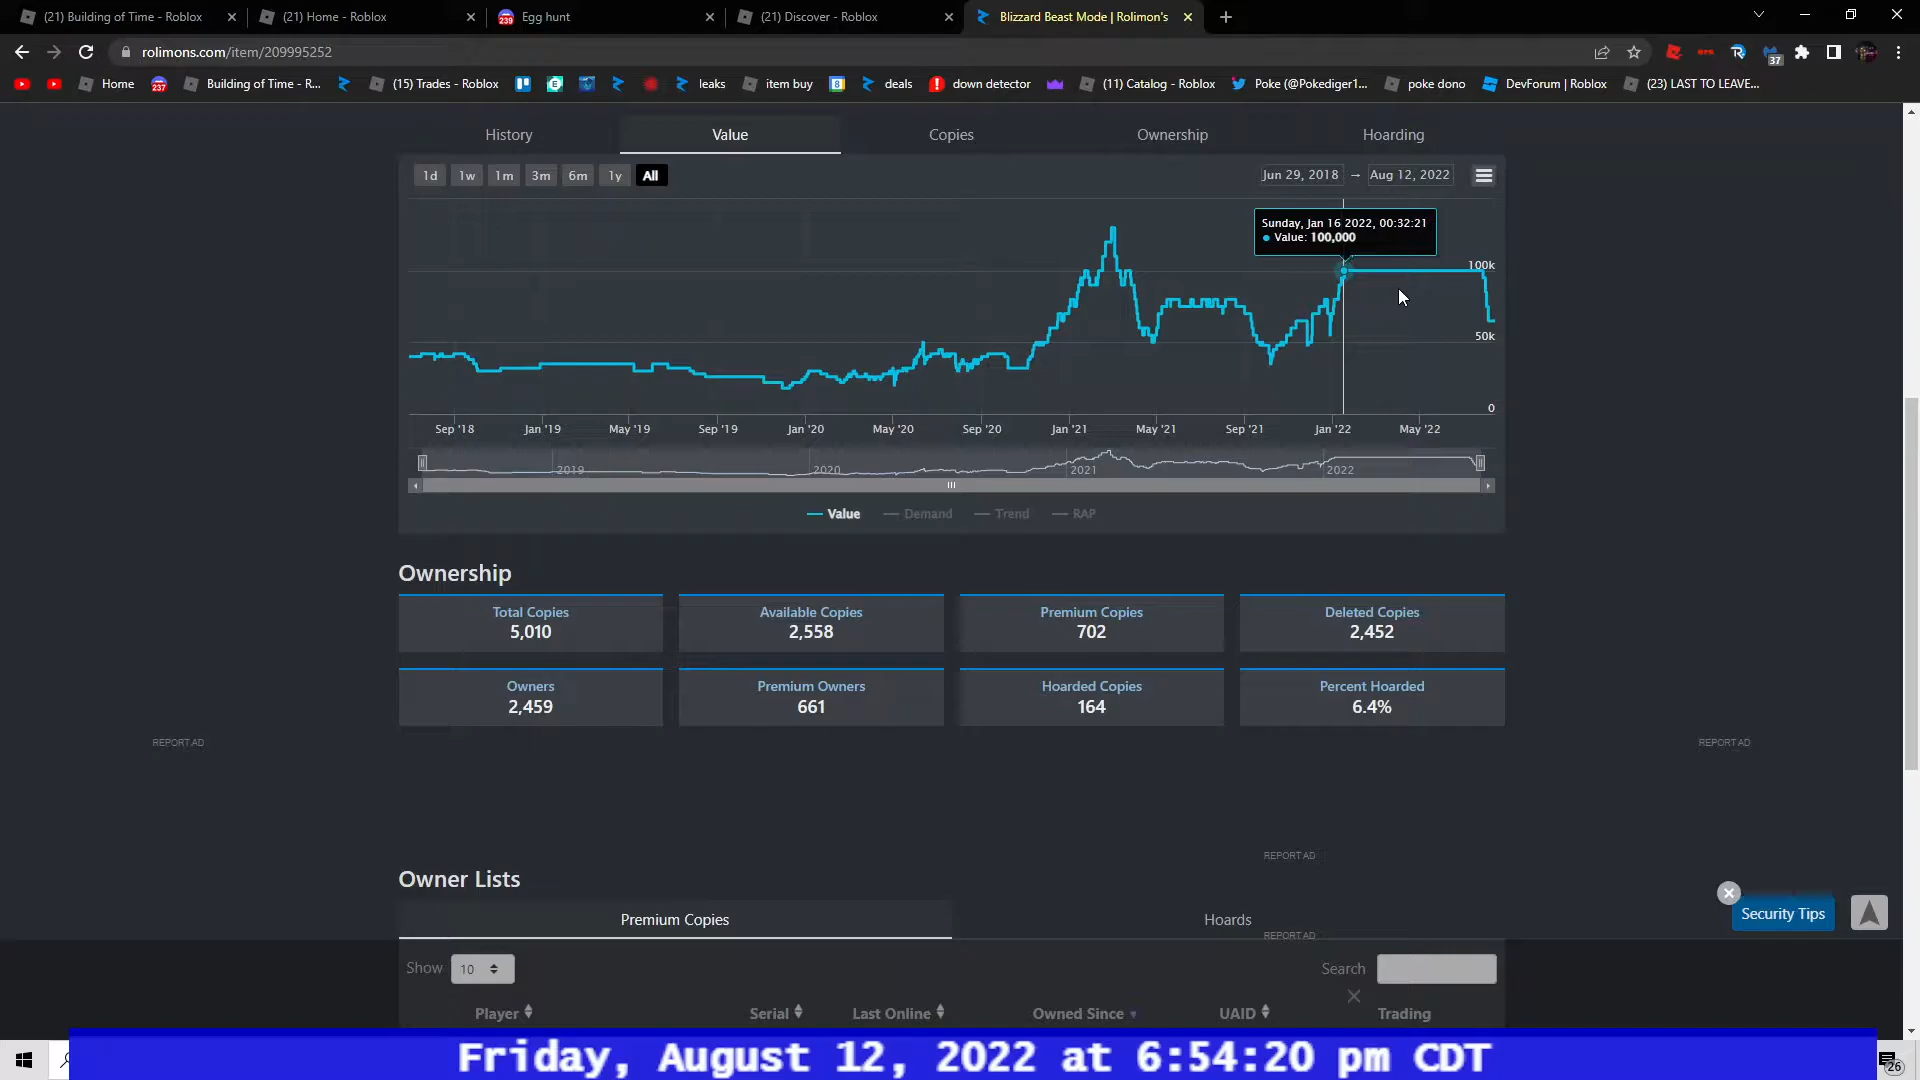 (21) Building of Time - Roblox
(21) Home - Roblox
239
Egg hunt
(21) Discover - Roblox
Blizzard Beast Mode | Rolimon's
rolimons.com/item/209995252
37
Home
237
Building of Time - R...
(15) Trades - Roblox
leaks
item buy
deals
down detector
(11) Catalog - Roblox
Poke (@Pokediger1...
poke dono
DevForum | Roblox
(23) LAST TO LEAVE...
History
Value
Copies
Ownership
Hoarding
1d
1w
1m
3m
6m
1y
All
Jun 29, 2018 → Aug 12, 2022
Sunday, Jan 16 2022, 00:32:21
Value: 100,000
100k
50k
0
Sep '18
Jan '19
May '19
Sep '19
Jan '20
May '20
Sep '20
Jan '21
May '21
Sep '21
Jan '22
May '22
2019
2020
2021
2022
Value
Demand
Trend
RAP
Ownership
Total Copies
5,010
Available Copies
2,558
Premium Copies
702
Deleted Copies
2,452
Owners
2,459
Premium Owners
661
Hoarded Copies
164
Percent Hoarded
6.4%
REPORT AD
REPORT AD
REPORT AD
Owner Lists
Premium Copies
Hoards
REPORT AD
Security Tips
Show
10
Search
Player
Serial
Last Online
Owned Since
UAID
Trading
Friday, August 12, 2022 at 6:54:20 pm CDT
26